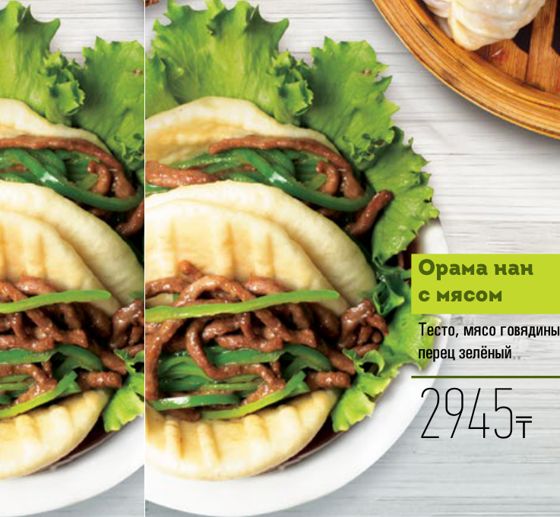 Орама нан
с мясом
Тесто, мясо говядины
перец зелёный
2945₸